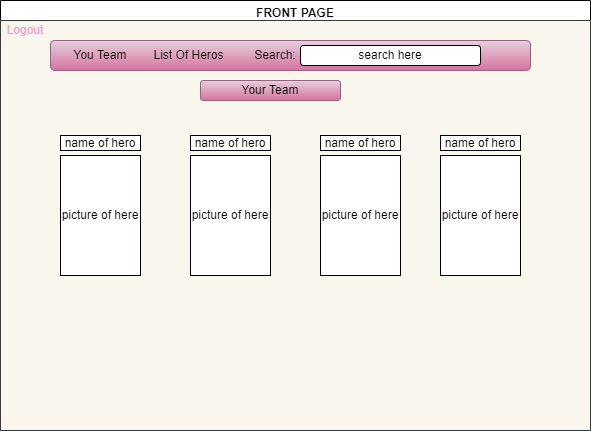 FRONT PAGE
Logout
You Team List Of Heros Search: search here
Your Team
name of hero name of hero name of hero name of hero
picture of here picture of here picture of here picture of here